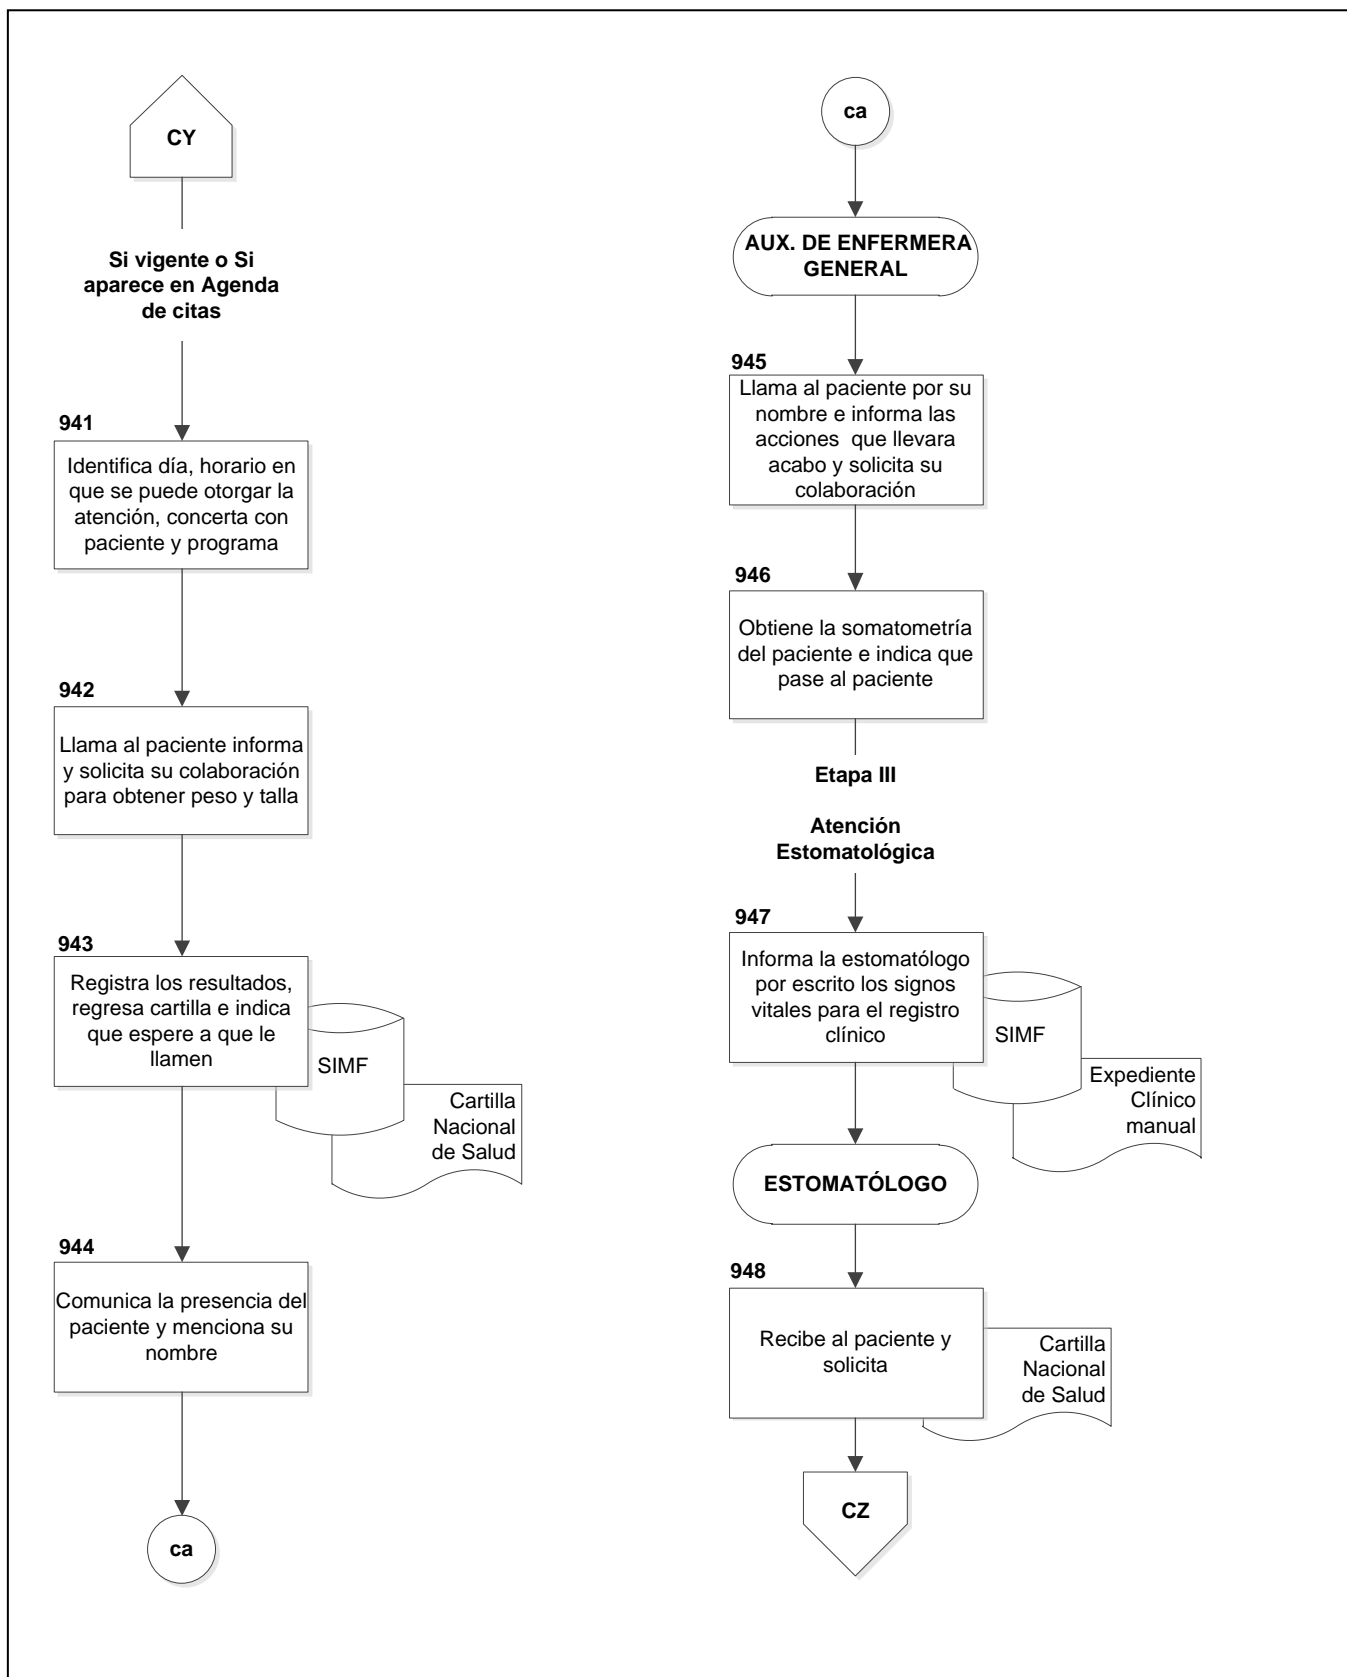 CY
Si vigente o Si
aparece en Agenda
de citas
941
Identifica día, horario en
que se puede otorgar la
atención, concerta con
paciente y programa
942
Llama al paciente informa
y solicita su colaboración
para obtener peso y talla
943
Registra los resultados,
regresa cartilla e indica
que espere a que le
llamen
SIMF
Cartilla
Nacional
de Salud
944
Comunica la presencia del
paciente y menciona su
nombre
ca
ca
AUX. DE ENFERMERA
GENERAL
945
Llama al paciente por su
nombre e informa las
acciones que llevara
acabo y solicita su
colaboración
946
Obtiene la somatometría
del paciente e indica que
pase al paciente
Etapa III
Atención
Estomatológica
947
Informa la estomatólogo
por escrito los signos
vitales para el registro
clínico
SIMF
Expediente
Clínico
manual
ESTOMATÓLOGO
948
Recibe al paciente y
solicita
Cartilla
Nacional
de Salud
CZ